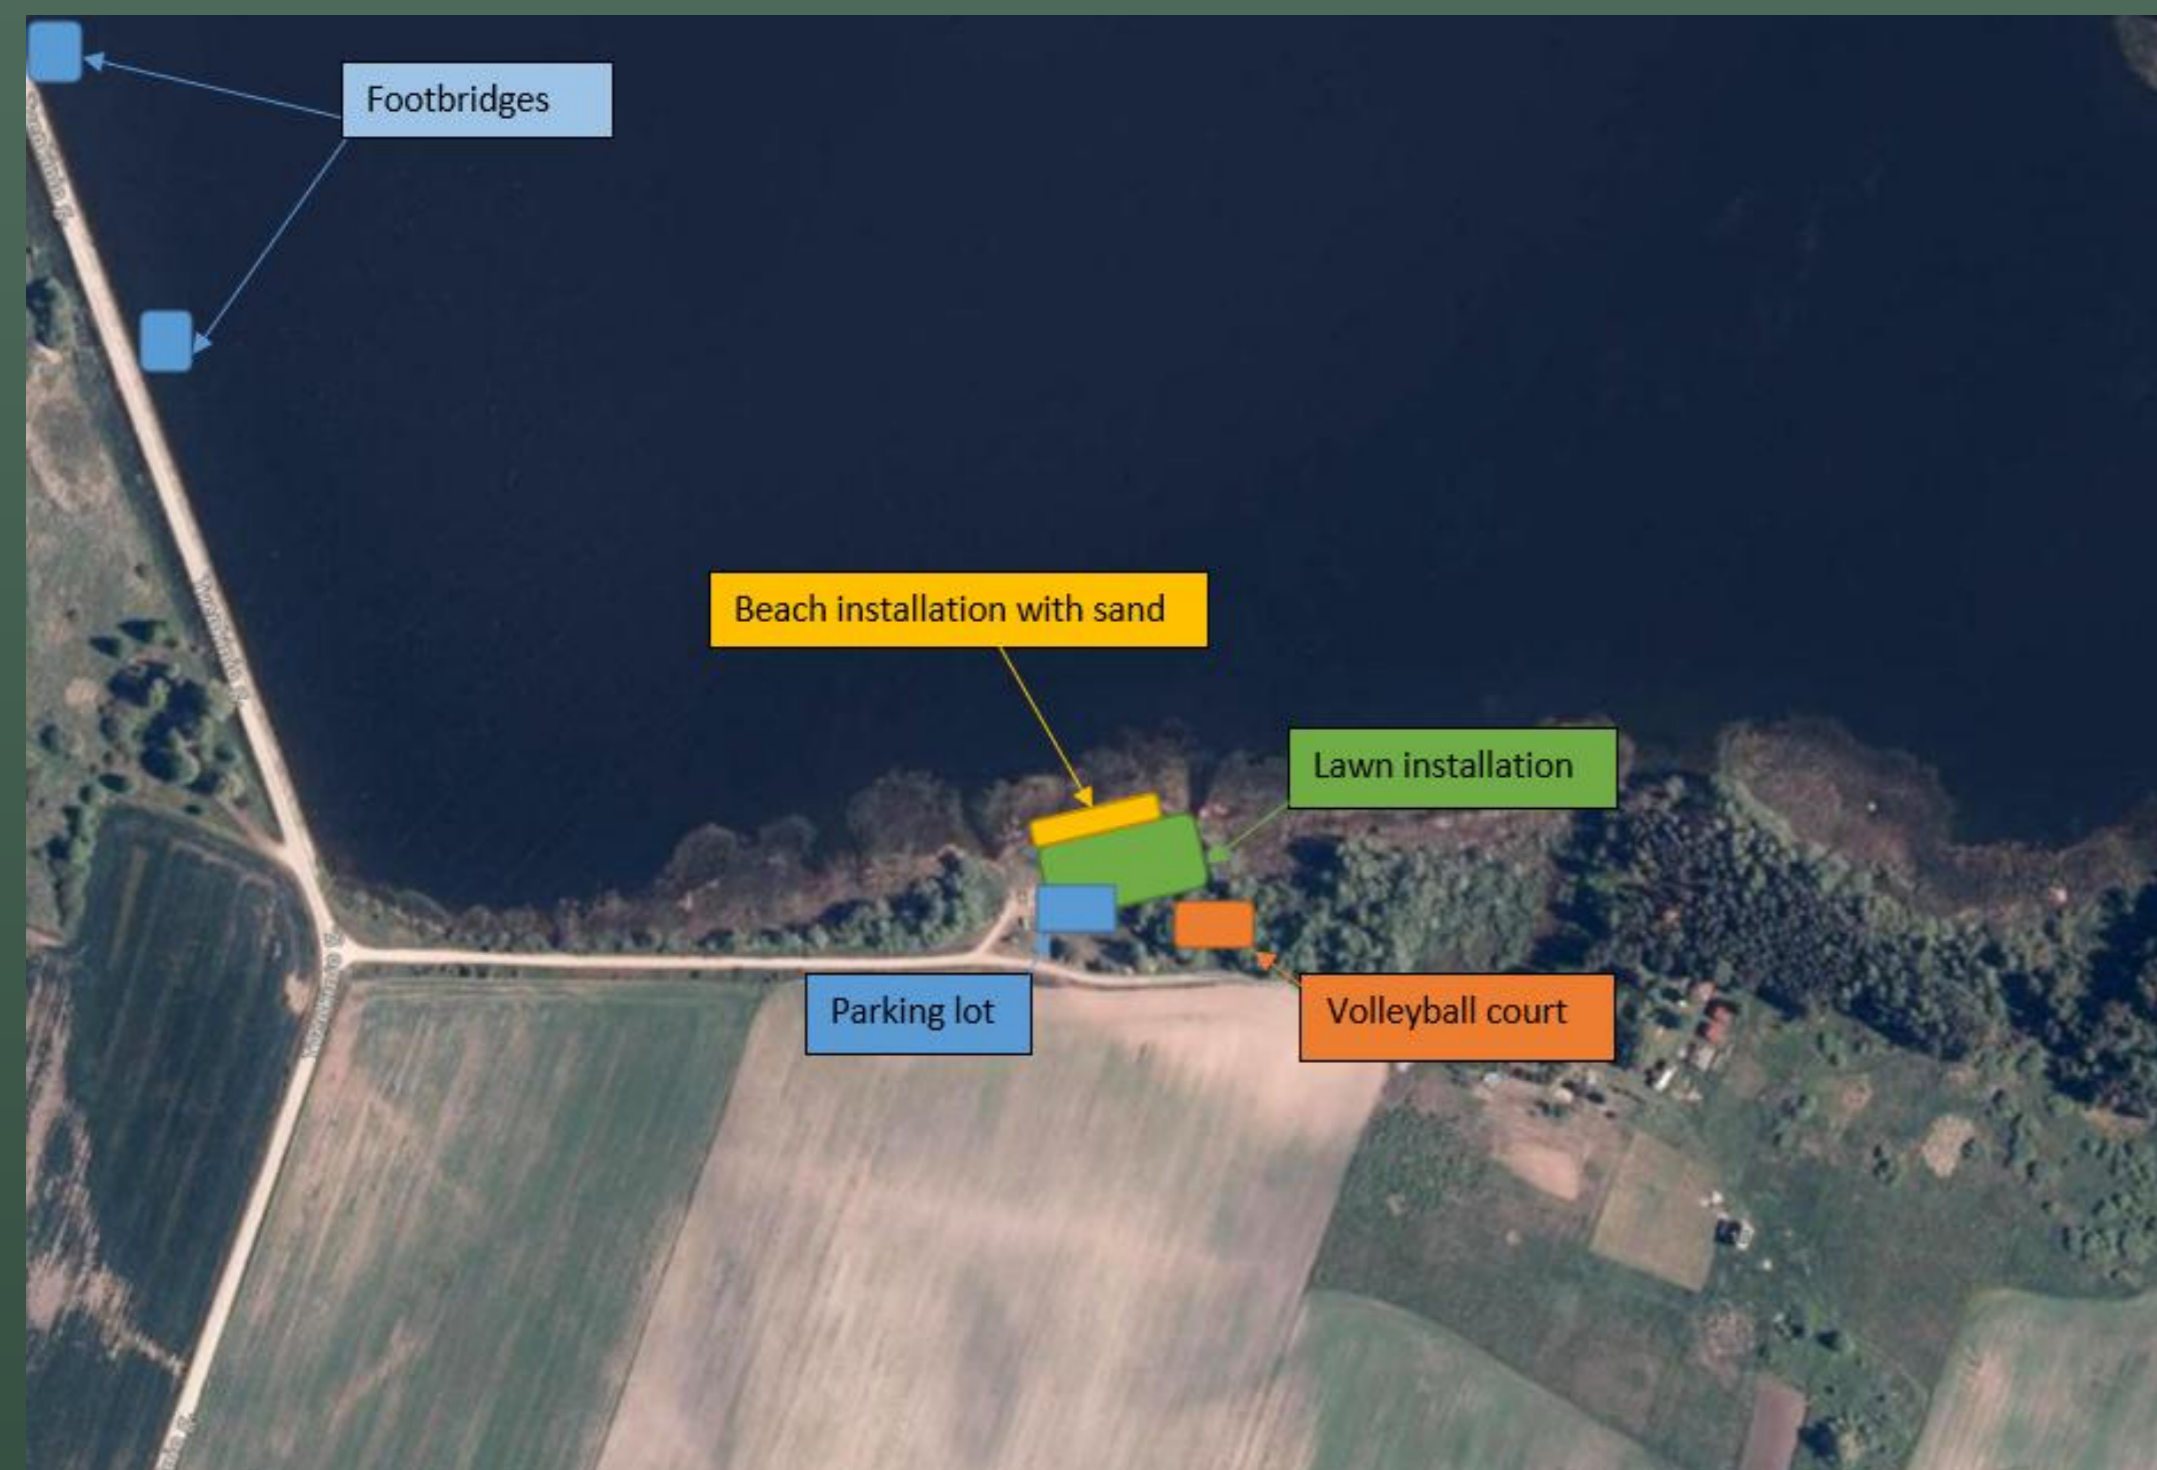 Footbridges
Beach installation with sand
Lawn installation
Parking lot
Volleyball court